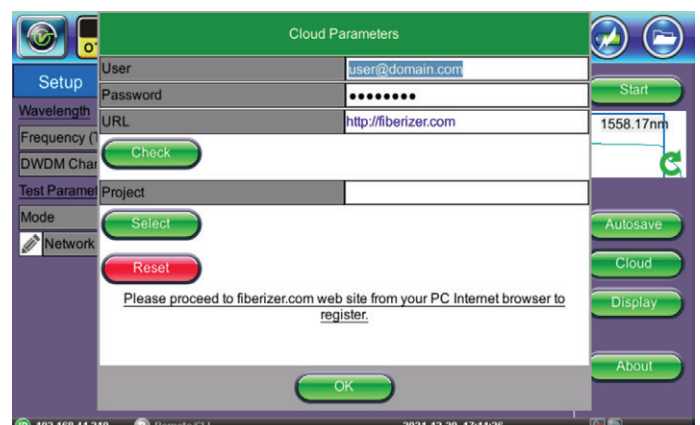 Cloud Parameters
User
user@domain.com
Password
••••••••
URL
http://fiberizer.com
Check
Project
Select
Reset
Please proceed to fiberizer.com web site from your PC Internet browser to
register.
OK
Setup
Wavelength
Frequency (T
DWDM Chan
Test Paramet
Mode
Network
Start
1558.17nm
Autosave
Cloud
Display
About